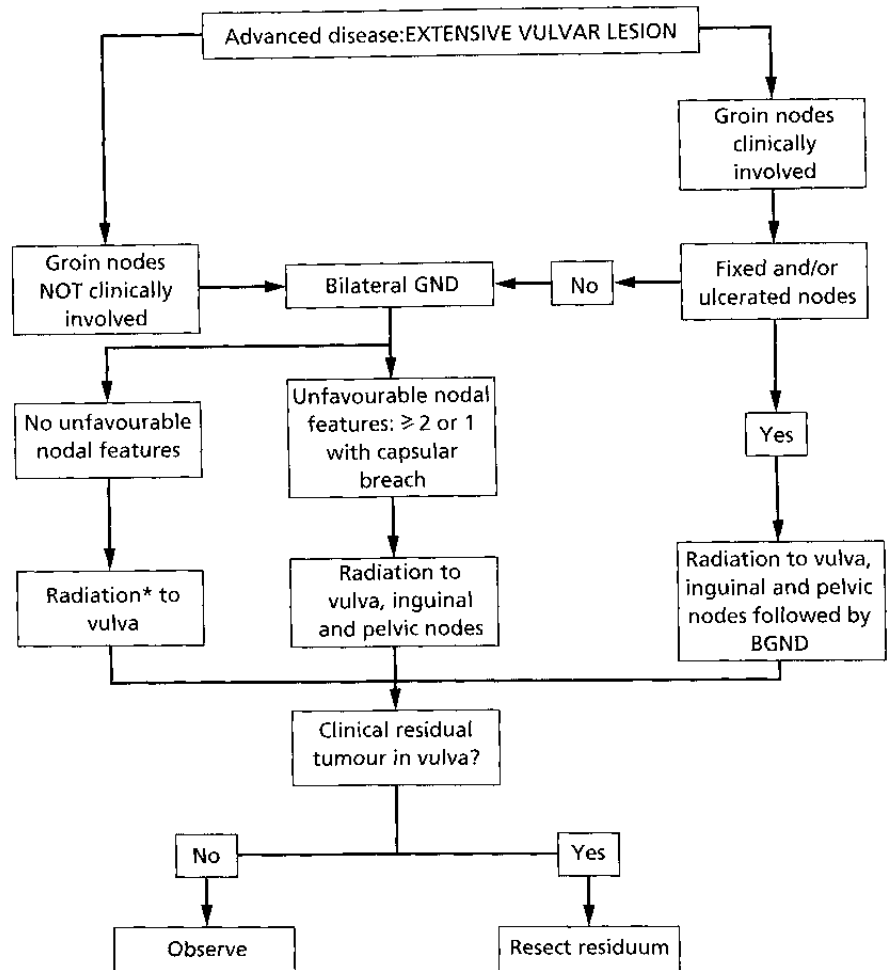 Advanced disease:EXTENSIVE VULVAR LESION
Groin nodes
clinically
involved
Groin nodes
NOT clinically
involved
Bilateral GND
No
Fixed and/or
ulcerated nodes
No unfavourable
nodal features
Unfavourable nodal
features: ⩾ 2 or 1
with capsular
breach
Yes
Radiation* to
vulva
Radiation to
vulva, inguinal
and pelvic nodes
Radiation to vulva,
inguinal and pelvic
nodes followed by
BGND
Clinical residual
tumour in vulva?
No
Yes
Observe
Resect residuum